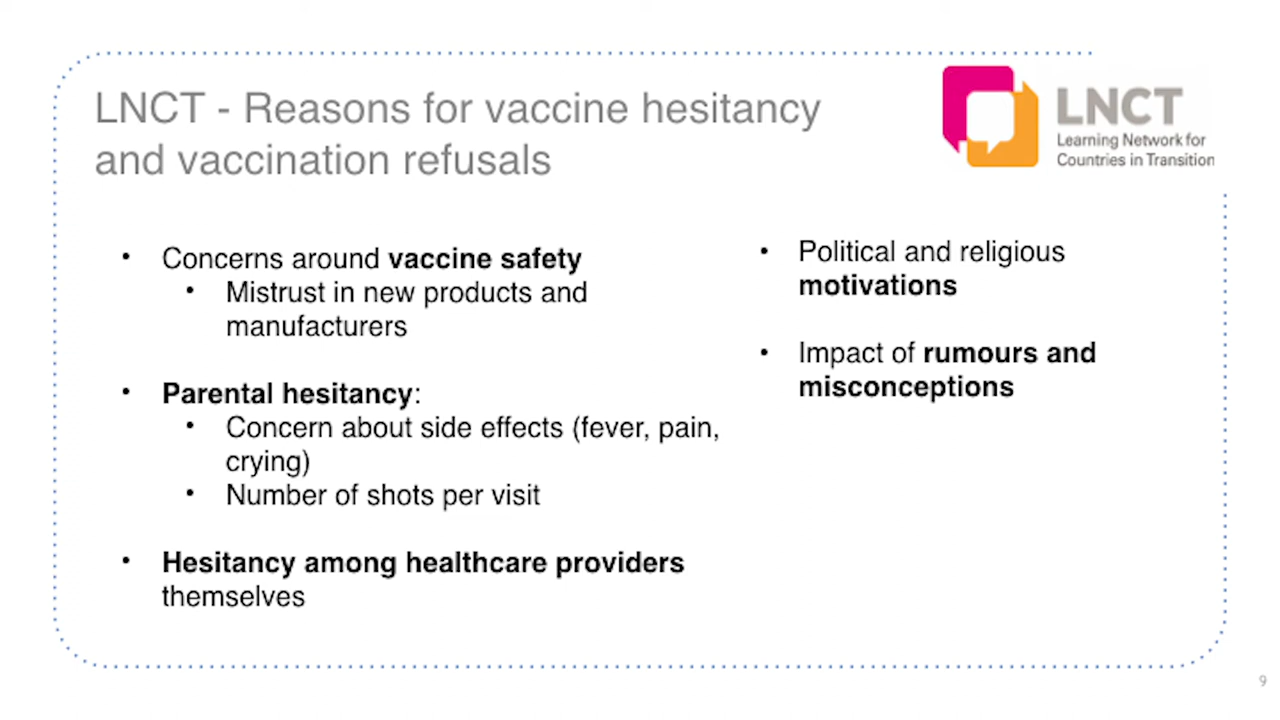 LNCT - Reasons for vaccine hesitancy
and vaccination refusals
LNCT
Learning Network for
Countries in Transition
• Concerns around vaccine safety
• Mistrust in new products and
manufacturers
• Parental hesitancy:
• Concern about side effects (fever, pain,
crying)
• Number of shots per visit
• Hesitancy among healthcare providers
themselves
• Political and religious
motivations
• Impact of rumours and
misconceptions
9